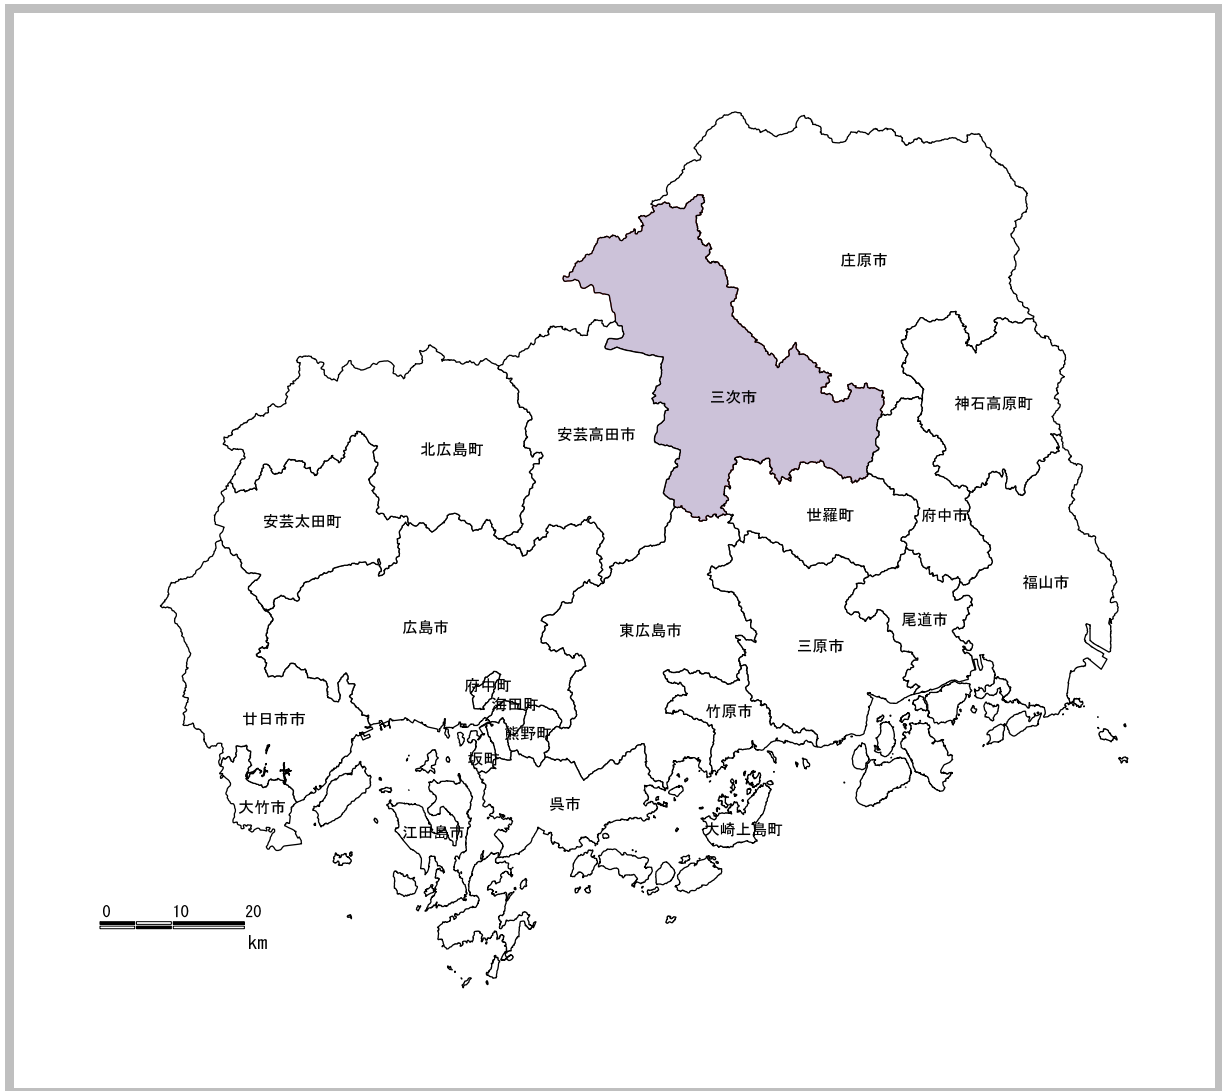 庄原市
三次市
神石高原町
安芸高田市
北広島町
世羅町
府中市
安芸太田町
福山市
尾道市
広島市
東広島市
三原市
府中町
海田町
竹原市
廿日市市
熊野町
坂町
呉市
大竹市
江田島市
大崎上島町
0 10 20
km